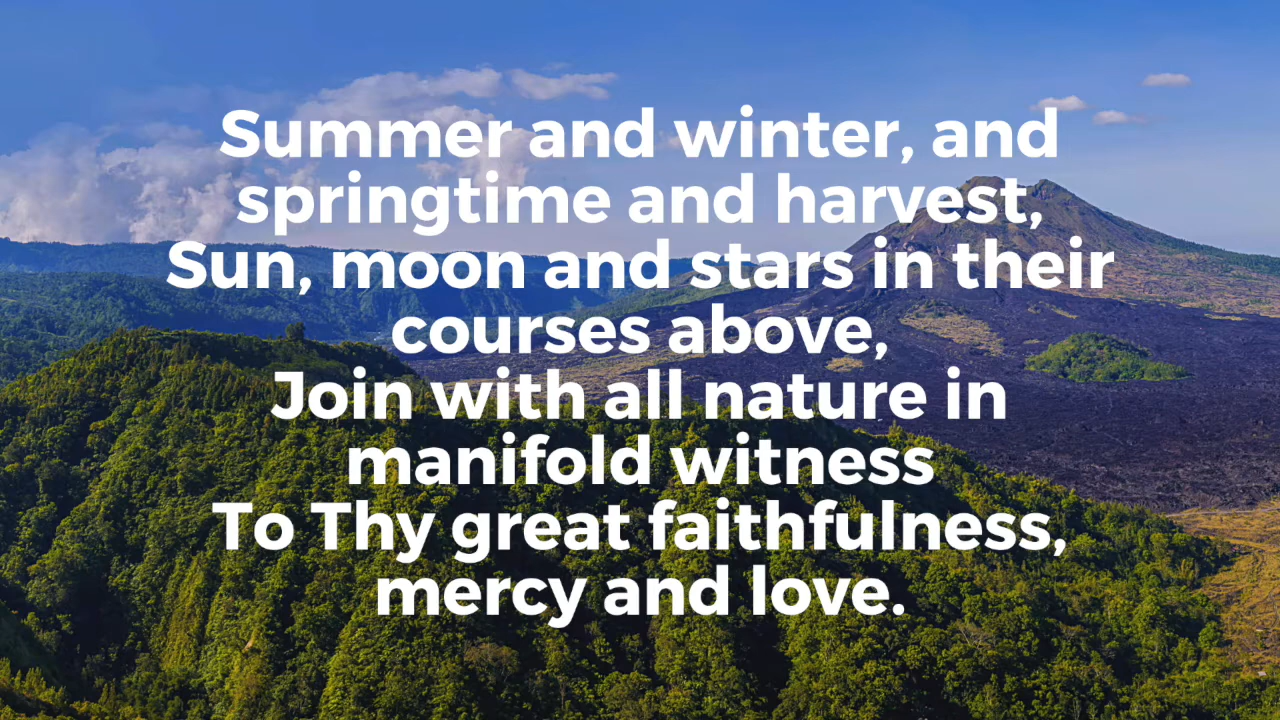 Summer and winter, and
springtime and harvest,
Sun, moon and stars in their
courses above,
Join with all nature in
manifold witness
To Thy great faithfulness,
mercy and love.